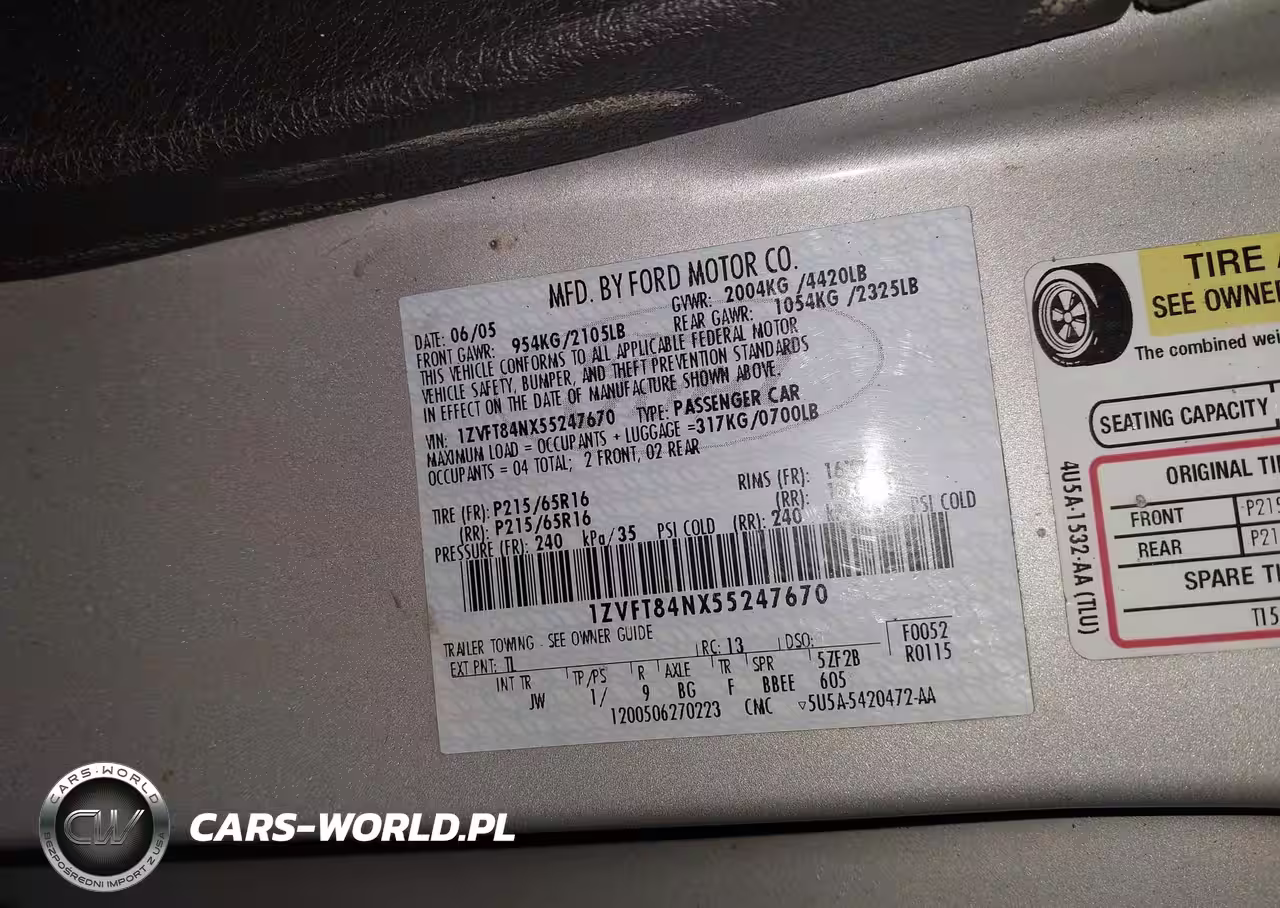 MFD. BY FORD MOTOR CO.
DATE: 06/05 GVWR: 2004KG /4420LB
FRONT GAWR: 954KG/2105LB REAR GAWR: 1054KG /2325LB
THIS VEHICLE CONFORMS TO ALL APPLICABLE FEDERAL MOTOR
VEHICLE SAFETY, BUMPER, AND THEFT PREVENTION STANDARDS
IN EFFECT ON THE DATE OF MANUFACTURE SHOWN ABOVE.
VIN: 1ZVFT84NX55247670 TYPE: PASSENGER CAR
MAXIMUM LOAD = OCCUPANTS + LUGGAGE =317KG/0700LB
OCCUPANTS = 04 TOTAL; 2 FRONT, 02 REAR
TIRE (FR): P215/65R16 RIMS (FR):
(RR): P215/65R16 (RR):
PRESSURE (FR): 240 kPa/35 PSI COLD (RR): 240 PSI COLD
1ZVFT84NX55247670
TRAILER TOWING - SEE OWNER GUIDE
EXT PNT: TL RC: 13 DSO: F0052
INT TR TP/PS R AXLE TR SPR 5ZF2B R0115
JW 1/ 9 BG F BBEE 605
1200506270223 CMC ▽5U5A-5420472-AA
TIRE
SEE OWNER
The combined wei
SEATING CAPACITY
ORIGINAL TI
FRONT P215
REAR P21
SPARE TI
T15
4U5A-1532-AA (TLU)
CARS-WORLD
CW
BEZPOŚREDNI IMPORT Z USA
CARS-WORLD.PL